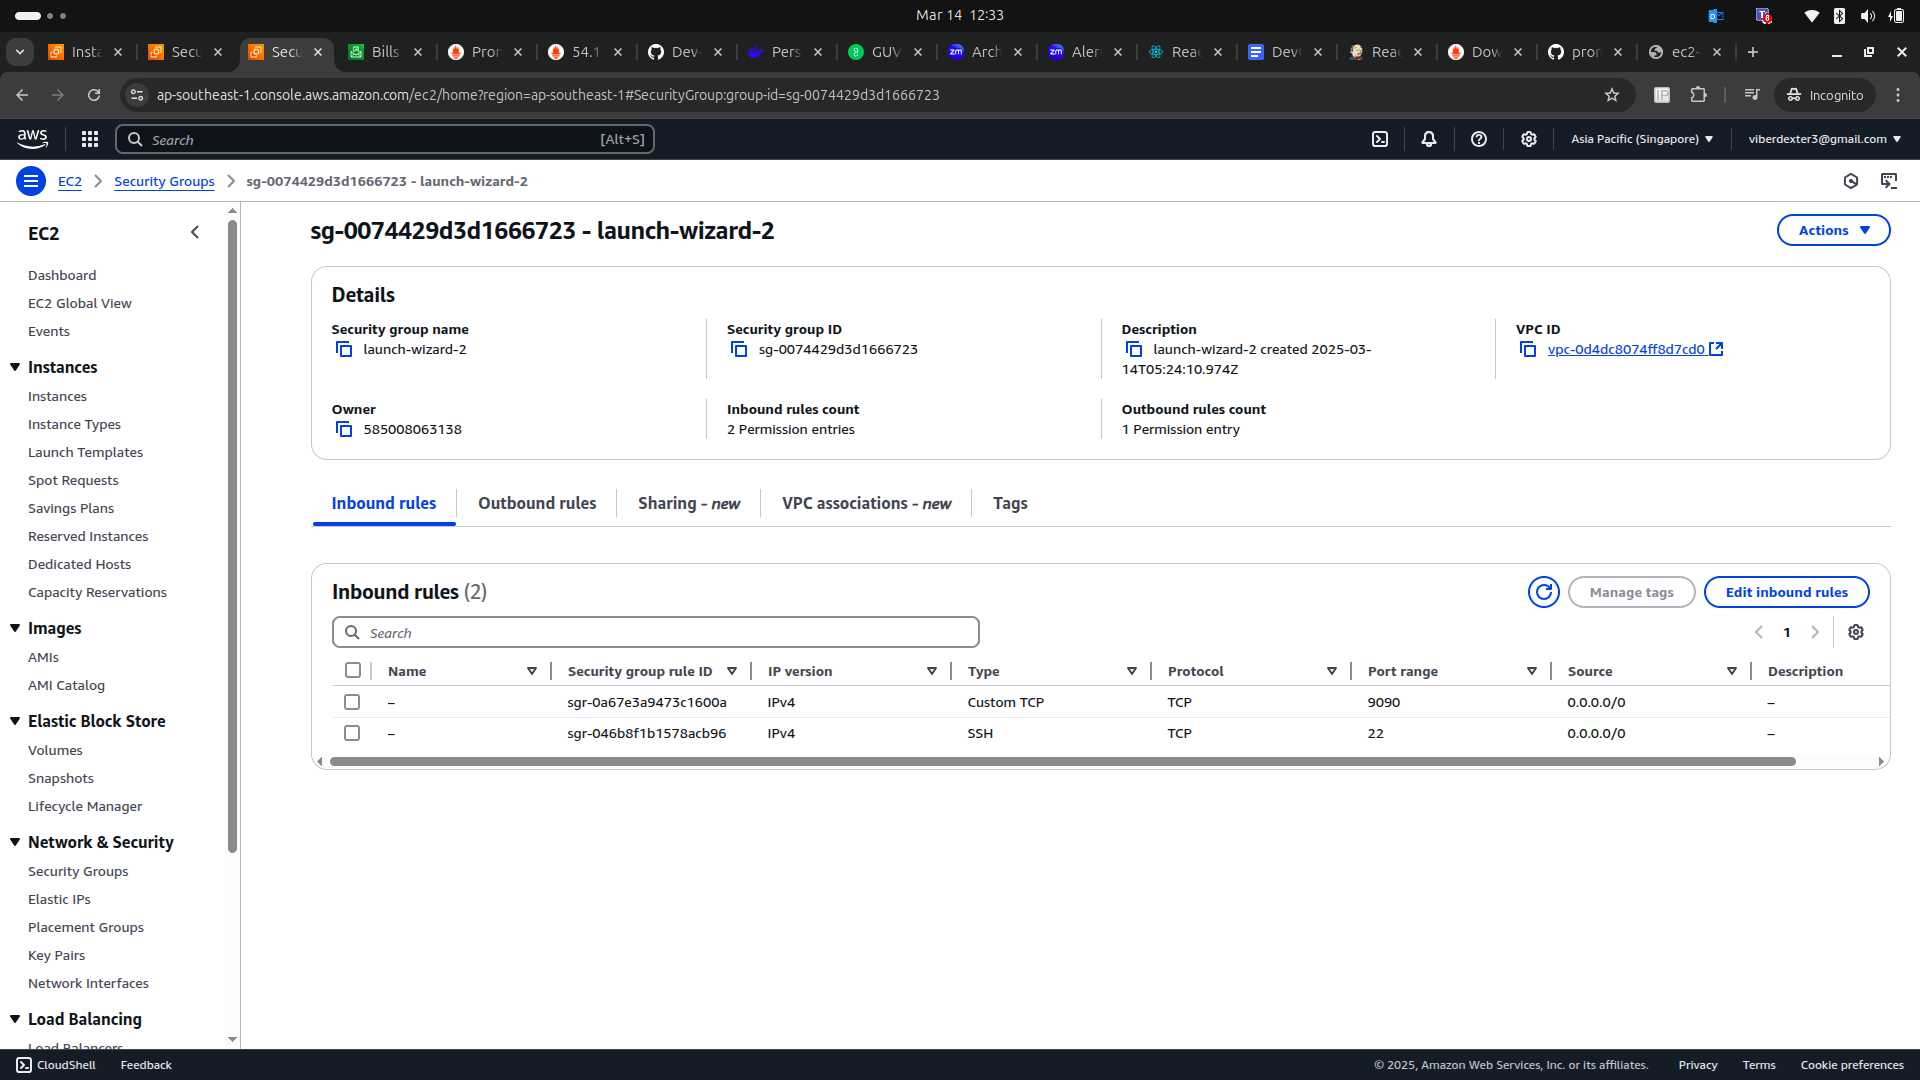 Mar 14 12:33
Insta
Secu
Secu
Bills
Pron
54.1
Dev-
Pers
GUV
Arch
Aler
Reac
DevO
Reac
Dow
pron
ec2-
ap-southeast-1.console.aws.amazon.com/ec2/home?region=ap-southeast-1#SecurityGroup:group-id=sg-0074429d3d1666723
Incognito
aws
Search
[Alt+S]
Asia Pacific (Singapore)
viberdexter3@gmail.com
EC2
Security Groups
sg-0074429d3d1666723 - launch-wizard-2
EC2
Dashboard
EC2 Global View
Events
Instances
Instances
Instance Types
Launch Templates
Spot Requests
Savings Plans
Reserved Instances
Dedicated Hosts
Capacity Reservations
Images
AMIs
AMI Catalog
Elastic Block Store
Volumes
Snapshots
Lifecycle Manager
Network & Security
Security Groups
Elastic IPs
Placement Groups
Key Pairs
Network Interfaces
Load Balancing
Load Balancers
sg-0074429d3d1666723 - launch-wizard-2
Actions
Details
Security group name
launch-wizard-2
Security group ID
sg-0074429d3d1666723
Description
launch-wizard-2 created 2025-03-
14T05:24:10.974Z
VPC ID
vpc-0d4dc8074ff8d7cd0
Owner
585008063138
Inbound rules count
2 Permission entries
Outbound rules count
1 Permission entry
Inbound rules
Outbound rules
Sharing - new
VPC associations - new
Tags
Inbound rules (2)
Manage tags
Edit inbound rules
Search
1
Name Security group rule ID IP version Type Protocol Port range Source Description
– sgr-0a67e3a9473c1600a IPv4 Custom TCP TCP 9090 0.0.0.0/0 –
– sgr-046b8f1b1578acb96 IPv4 SSH TCP 22 0.0.0.0/0 –
CloudShell
Feedback
© 2025, Amazon Web Services, Inc. or its affiliates.
Privacy
Terms
Cookie preferences